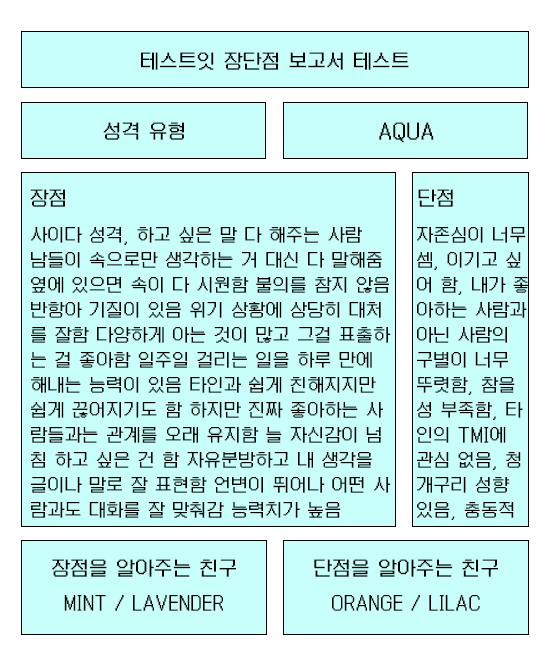 테스트잇 장단점 보고서 테스트
성격 유형
AQUA
장점
사이다 성격, 하고 싶은 말 다 해주는 사람
남들이 속으로만 생각하는 거 대신 다 말해줌
옆에 있으면 속이 다 시원함 불의를 참지 않음
반항아 기질이 있음 위기 상황에 상당히 대처
를 잘함 다양하게 아는 것이 많고 그걸 표출하
는 걸 좋아함 일주일 걸리는 일을 하루 만에
해내는 능력이 있음 타인과 쉽게 친해지지만
쉽게 끊어지기도 함 하지만 진짜 좋아하는 사
람들과는 관계를 오래 유지함 늘 자신감이 넘
침 하고 싶은 건 함 자유분방하고 내 생각을
글이나 말로 잘 표현함 언변이 뛰어나 어떤 사
람과도 대화를 잘 맞춰감 능력치가 높음
단점
자존심이 너무
셈, 이기고 싶
어 함, 내가 좋
아하는 사람과
아닌 사람의
구별이 너무
뚜렷함, 참을
성 부족함, 타
인의 TMI에
관심 없음, 청
개구리 성향
있음, 충동적
장점을 알아주는 친구
MINT / LAVENDER
단점을 알아주는 친구
ORANGE / LILAC